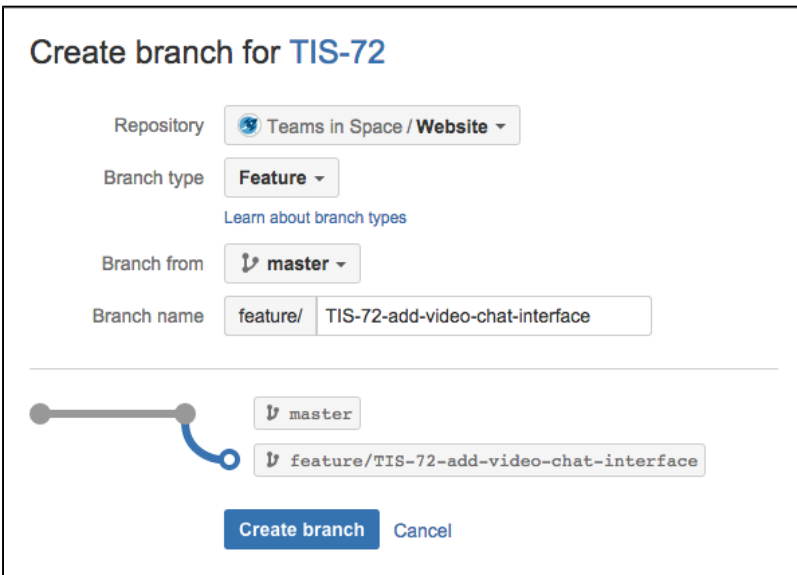 Create branch for TIS-72
Repository Teams in Space / Website
Branch type Feature
Learn about branch types
Branch from master
Branch name feature/ TIS-72-add-video-chat-interface
master
feature/TIS-72-add-video-chat-interface
Create branch Cancel